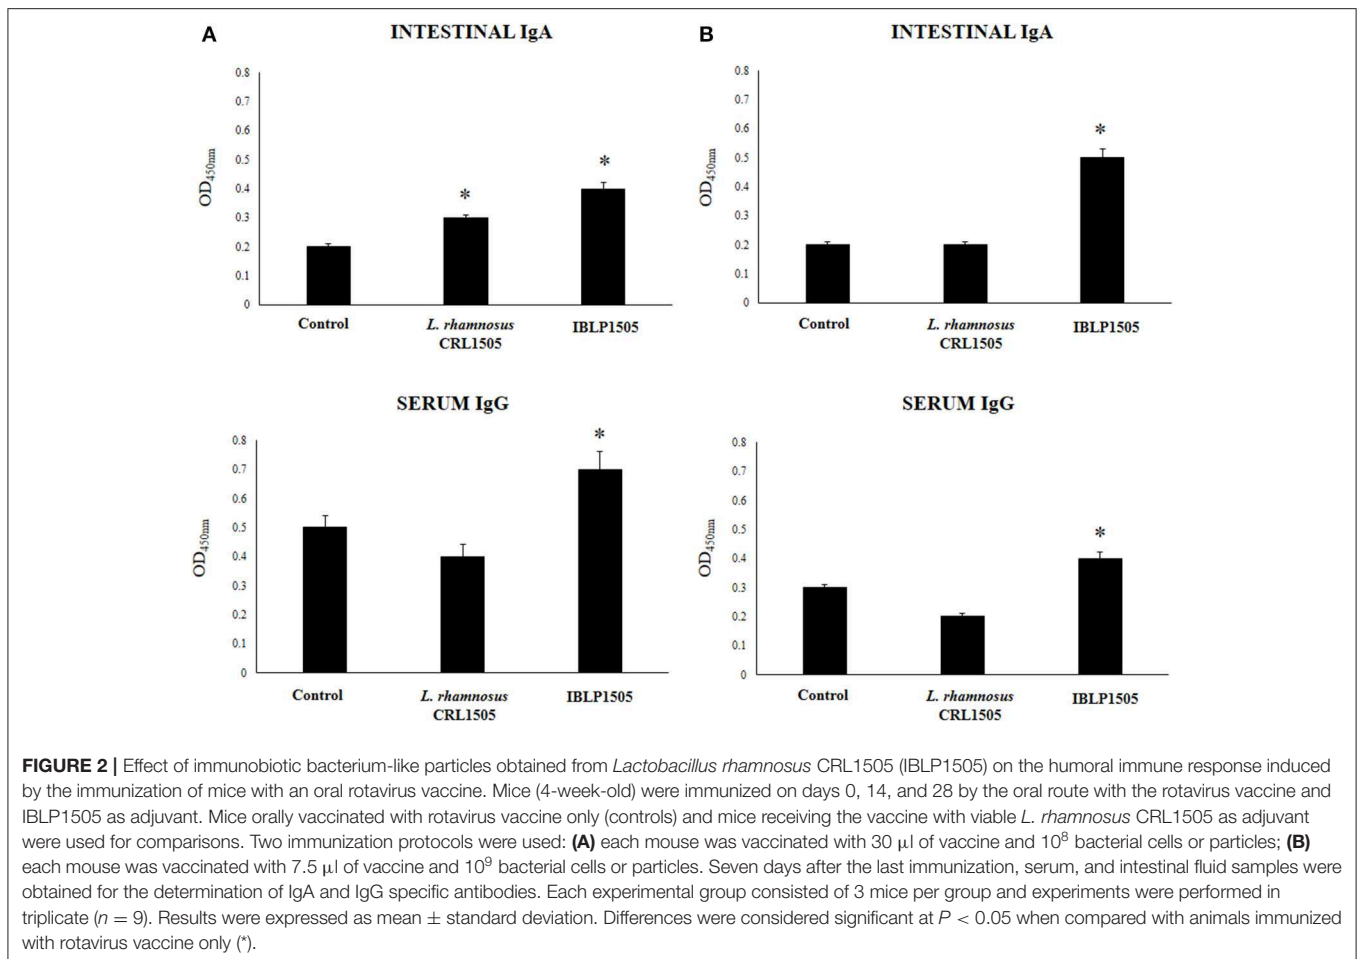 A
INTESTINAL IgA
0.8
0.7
0.6
0.5
0.4
0.3
0.2
0.1
0
OD450nm
*
*
Control
L. rhamnosus
CRL1505
IBLP1505
B
INTESTINAL IgA
0.8
0.7
0.6
0.5
0.4
0.3
0.2
0.1
0
OD450nm
*
Control
L. rhamnosus
CRL1505
IBLP1505
SERUM IgG
0.8
0.7
0.6
0.5
0.4
0.3
0.2
0.1
0
OD450nm
*
Control
L. rhamnosus
CRL1505
IBLP1505
SERUM IgG
0.8
0.7
0.6
0.5
0.4
0.3
0.2
0.1
0
OD450nm
*
Control
L. rhamnosus
CRL1505
IBLP1505
FIGURE 2 | Effect of immunobiotic bacterium-like particles obtained from Lactobacillus rhamnosus CRL1505 (IBLP1505) on the humoral immune response induced
by the immunization of mice with an oral rotavirus vaccine. Mice (4-week-old) were immunized on days 0, 14, and 28 by the oral route with the rotavirus vaccine and
IBLP1505 as adjuvant. Mice orally vaccinated with rotavirus vaccine only (controls) and mice receiving the vaccine with viable L. rhamnosus CRL1505 as adjuvant
were used for comparisons. Two immunization protocols were used: (A) each mouse was vaccinated with 30 μl of vaccine and 10⁸ bacterial cells or particles; (B)
each mouse was vaccinated with 7.5 μl of vaccine and 10⁹ bacterial cells or particles. Seven days after the last immunization, serum, and intestinal fluid samples were
obtained for the determination of IgA and IgG specific antibodies. Each experimental group consisted of 3 mice per group and experiments were performed in
triplicate (n = 9). Results were expressed as mean ± standard deviation. Differences were considered significant at P < 0.05 when compared with animals immunized
with rotavirus vaccine only (*).